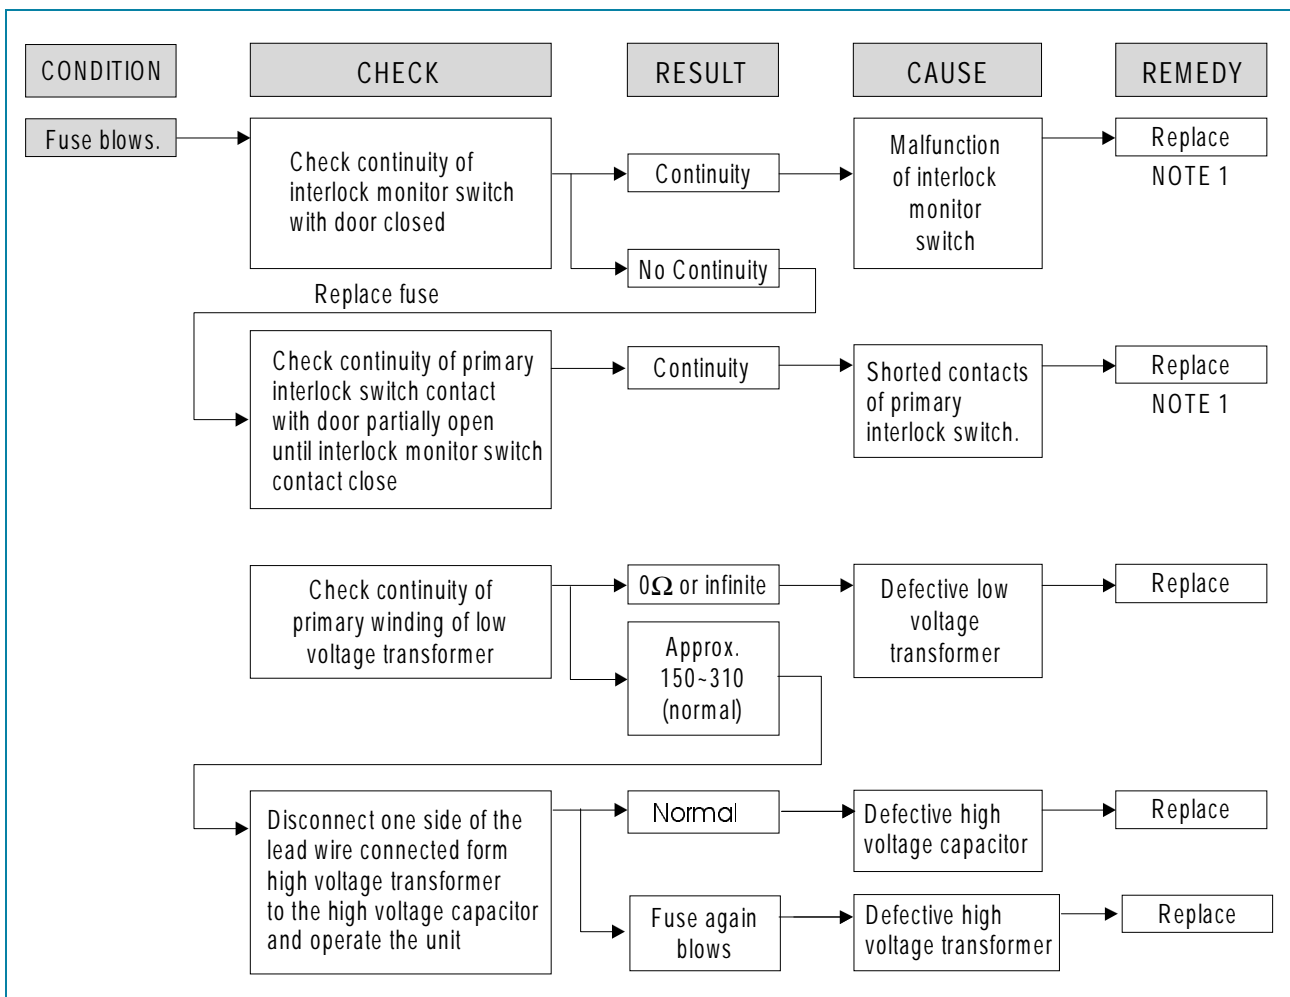 CONDITION
CHECK
RESULT
CAUSE
REMEDY
Fuse blows.
Check continuity of
interlock monitor switch
with door closed
Continuity
Malfunction
of interlock
monitor
switch
Replace
NOTE 1
No Continuity
Replace fuse
Check continuity of primary
interlock switch contact
with door partially open
until interlock monitor switch
contact close
Continuity
Shorted contacts
of primary
interlock switch.
Replace
NOTE 1
Check continuity of
primary winding of low
voltage transformer
0Ω or infinite
Defective low
voltage
transformer
Replace
Approx.
150~310
(normal)
Disconnect one side of the
lead wire connected form
high voltage transformer
to the high voltage capacitor
and operate the unit
Normal
Defective high
voltage capacitor
Replace
Fuse again
blows
Defective high
voltage transformer
Replace